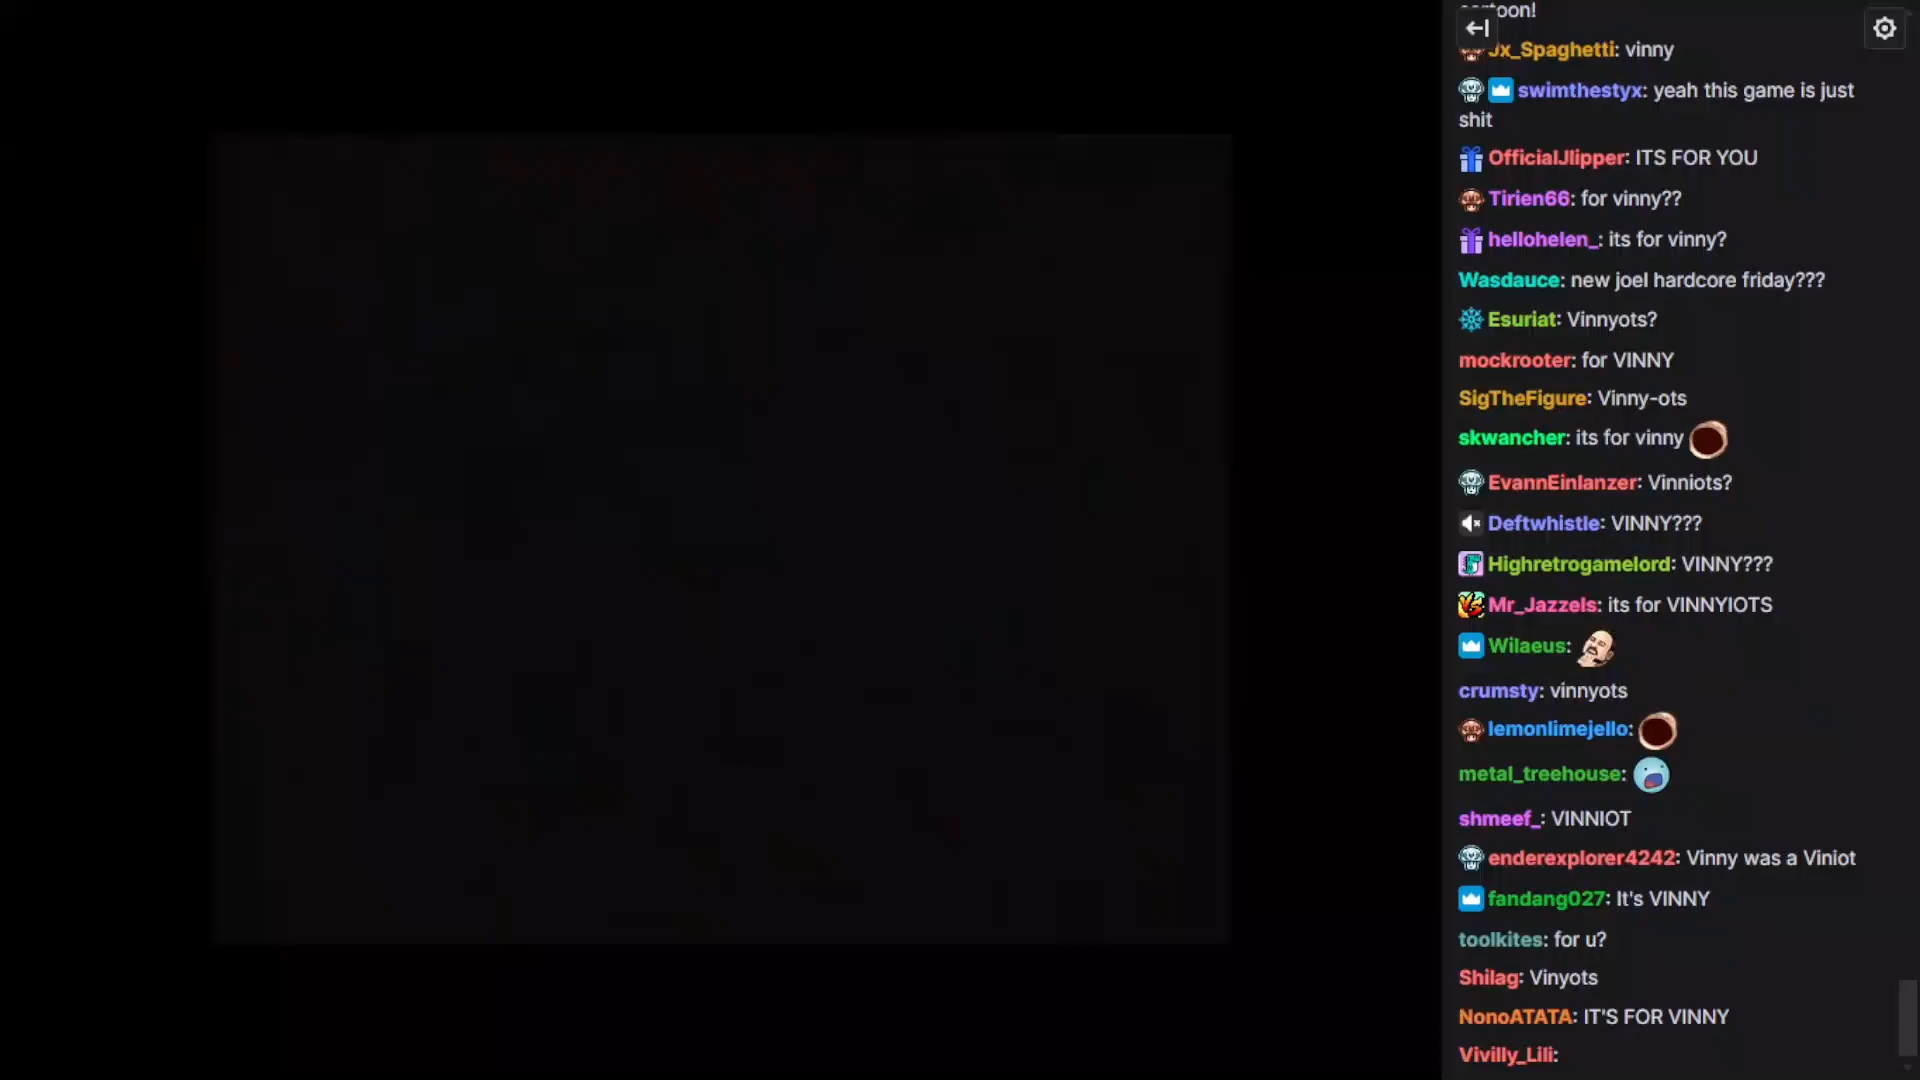 cartoon!
Jx_Spaghetti: vinny
swimthestyx: yeah this game is just
shit
OfficialJlipper: ITS FOR YOU
Tirien66: for vinny??
hellohelen_: its for vinny?
Wasdauce: new joel hardcore friday???
Esuriat: Vinnyots?
mockrooter: for VINNY
SigTheFigure: Vinny-ots
skwancher: its for vinny
EvannEinlanzer: Vinniots?
Deftwhistle: VINNY???
Highretrogamelord: VINNY???
Mr_Jazzels: its for VINNYIOTS
Wilaeus:
crumsty: vinnyots
lemonlimejello:
metal_treehouse:
shmeef_: VINNIOT
enderexplorer4242: Vinny was a Viniot
fandang027: It's VINNY
toolkites: for u?
Shilag: Vinyots
NonoATATA: IT'S FOR VINNY
Vivilly_Lili: